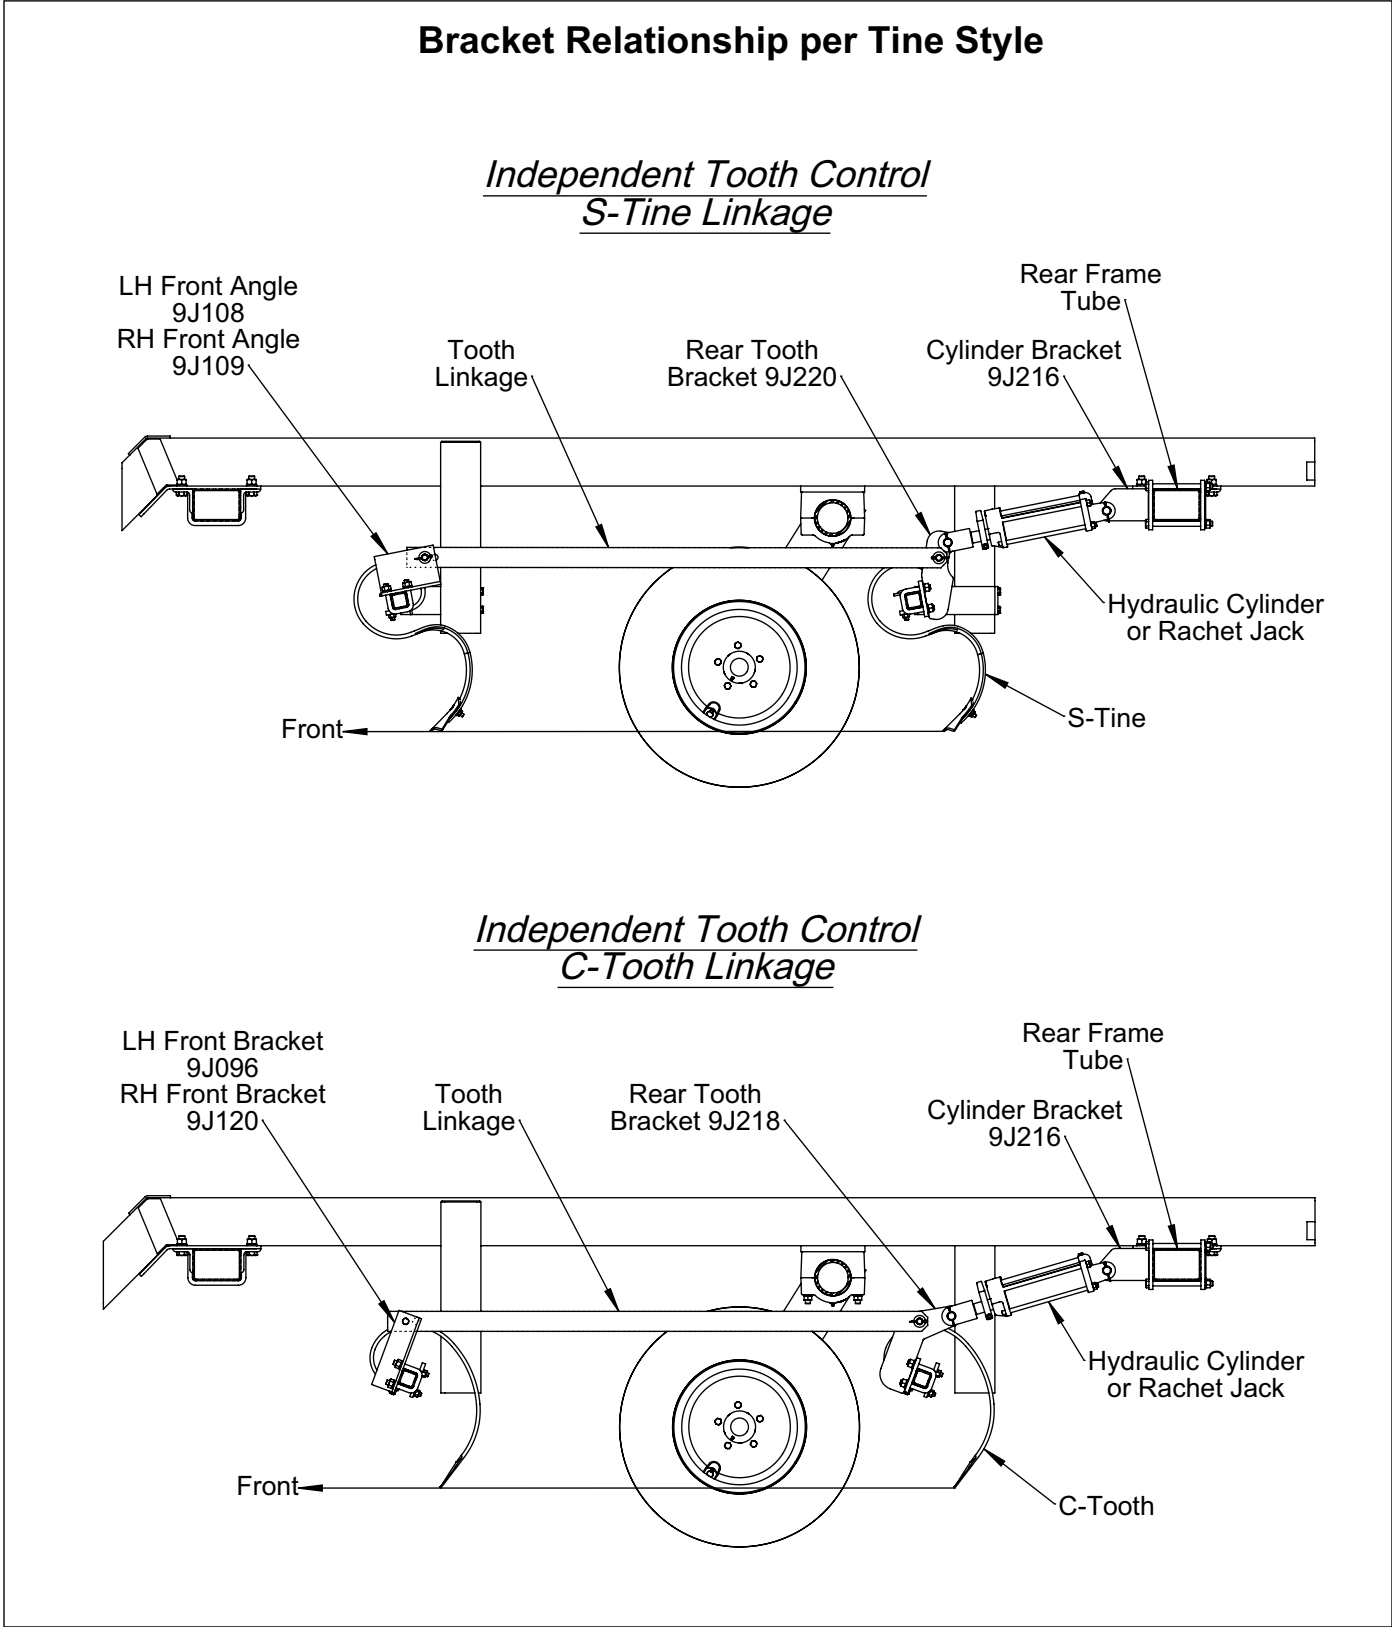 Bracket Relationship per Tine Style
Independent Tooth Control
S-Tine Linkage
LH Front Angle
9J108
RH Front Angle
9J109
Tooth
Linkage
Rear Tooth
Bracket 9J220
Cylinder Bracket
9J216
Rear Frame
Tube
Hydraulic Cylinder
or Rachet Jack
S-Tine
Front
Independent Tooth Control
C-Tooth Linkage
LH Front Bracket
9J096
RH Front Bracket
9J120
Tooth
Linkage
Rear Tooth
Bracket 9J218
Cylinder Bracket
9J216
Rear Frame
Tube
Hydraulic Cylinder
or Rachet Jack
Front
C-Tooth